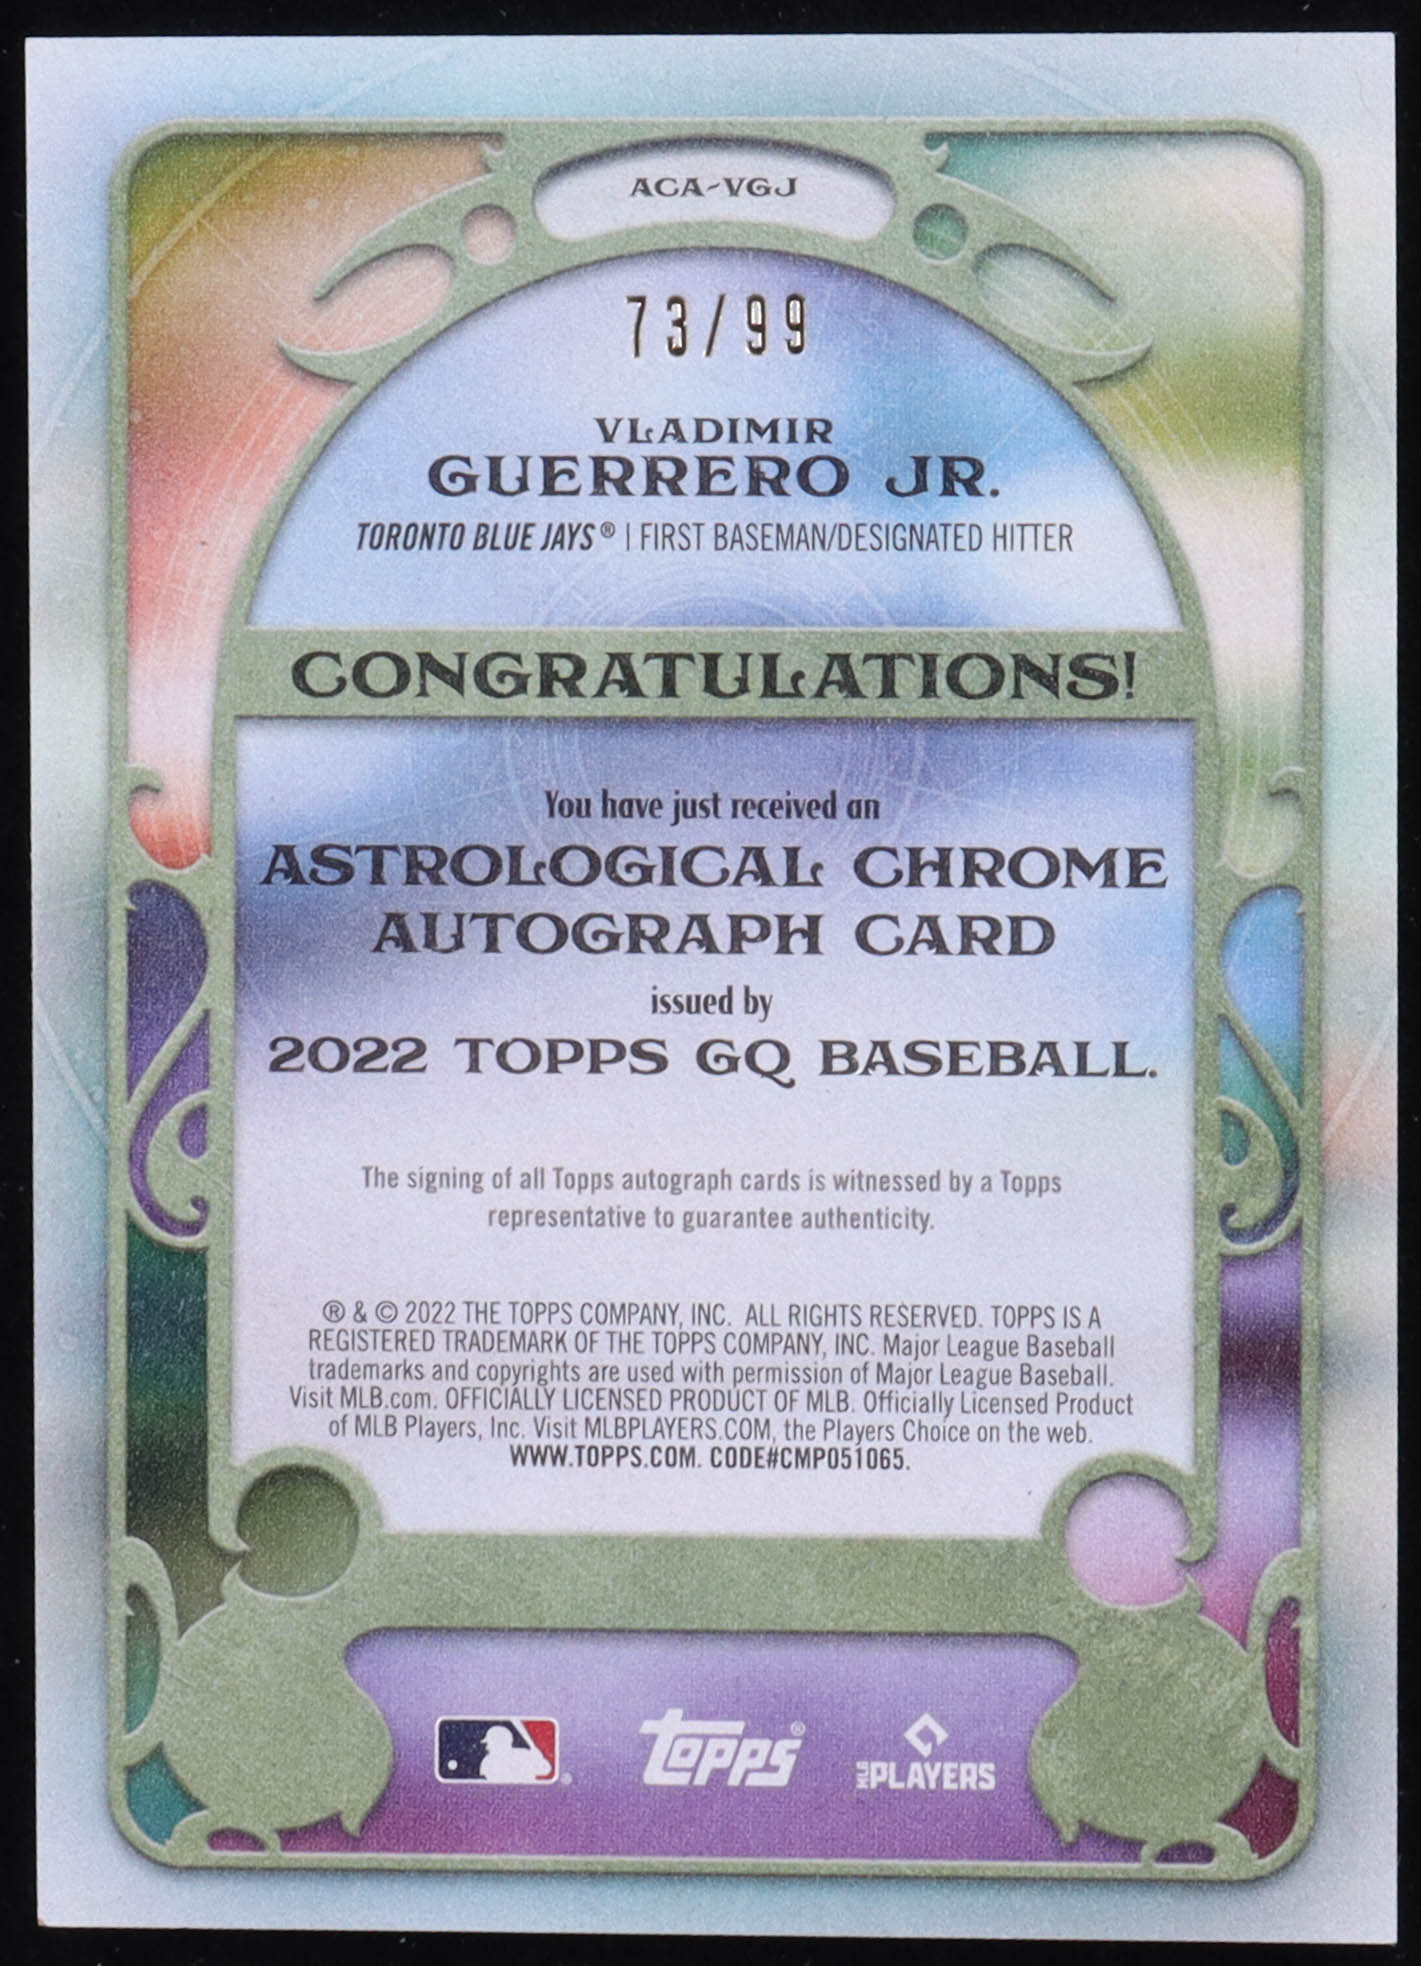 ACA-VGJ
73/99
VLADIMIR
GUERRERO JR.
TORONTO BLUE JAYS® | FIRST BASEMAN/DESIGNATED HITTER
CONGRATULATIONS!
You have just received an
ASTROLOGICAL CHROME
AUTOGRAPH CARD
issued by
2022 TOPPS GQ BASEBALL.
The signing of all Topps autograph cards is witnessed by a Topps
representative to guarantee authenticity.
® & © 2022 THE TOPPS COMPANY, INC. ALL RIGHTS RESERVED. TOPPS IS A
REGISTERED TRADEMARK OF THE TOPPS COMPANY, INC. Major League Baseball
trademarks and copyrights are used with permission of Major League Baseball.
Visit MLB.com. OFFICIALLY LICENSED PRODUCT OF MLB. Officially Licensed Product
of MLB Players, Inc. Visit MLBPLAYERS.COM, the Players Choice on the web.
WWW.TOPPS.COM. CODE#CMP051065.
® Topps® MLB PLAYERS